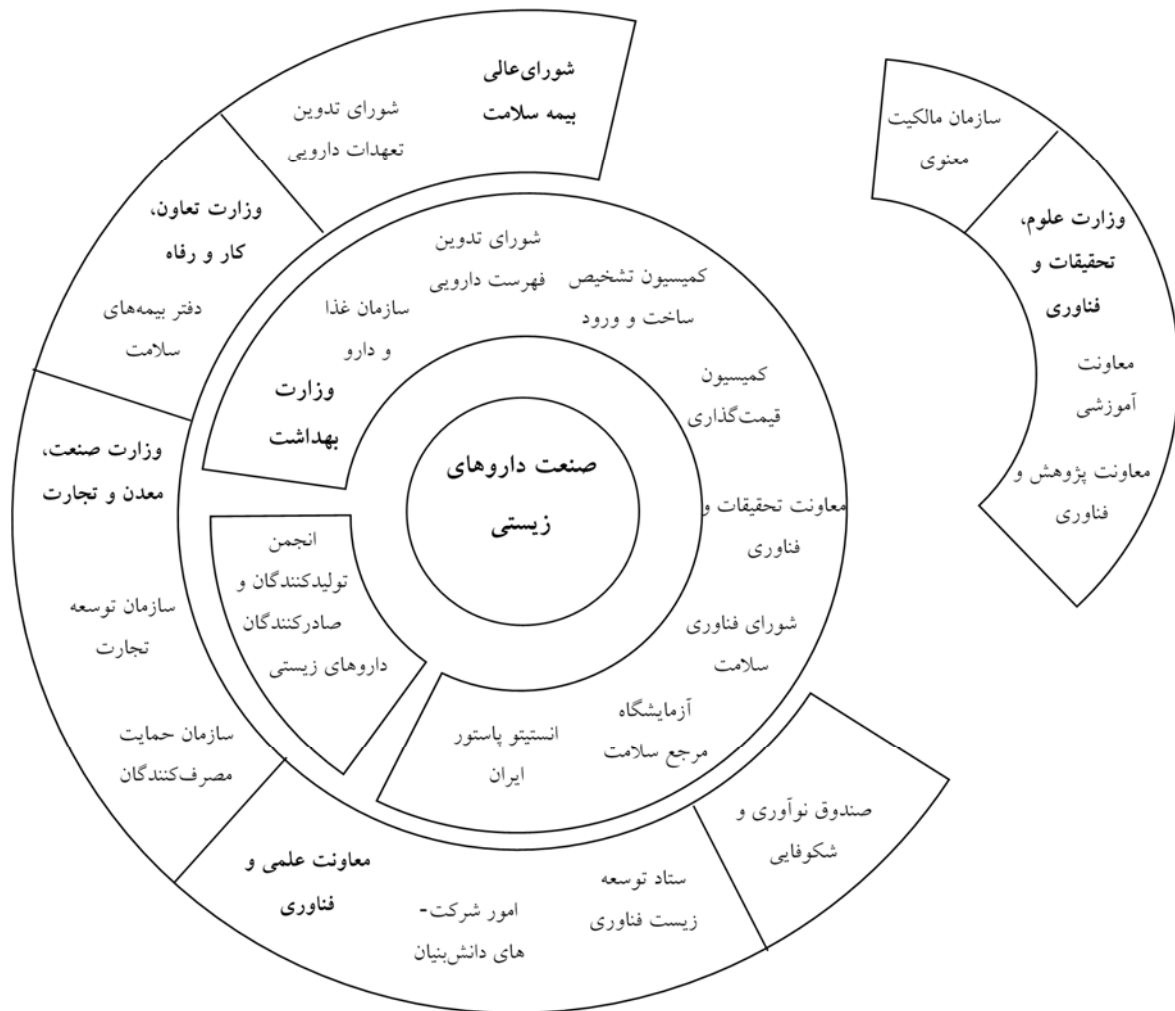 شورای‌عالی
بیمه سلامت
شورای تدوین
تعهدات دارویی
وزارت تعاون،
کار و رفاه
دفتر بیمه‌های
سلامت
وزارت صنعت،
معدن و تجارت
سازمان توسعه
تجارت
سازمان حمایت
مصرف‌کنندگان
معاونت علمی و
فناوری
امور شرکت-
های دانش‌بنیان
ستاد توسعه
زیست فناوری
صندوق نوآوری و
شکوفایی
سازمان مالکیت
معنوی
وزارت علوم،
تحقیقات و
فناوری
معاونت
آموزشی
معاونت پژوهش و
فناوری
وزارت
بهداشت
سازمان غذا
و دارو
شورای تدوین
فهرست دارویی
کمیسیون تشخیص
ساخت و ورود
کمیسیون
قیمت‌گذاری
معاونت تحقیقات و
فناوری
شورای فناوری
سلامت
آزمایشگاه
مرجع سلامت
انستیتو پاستور
ایران
انجمن
تولیدکنندگان و
صادرکنندگان
داروهای زیستی
صنعت داروهای
زیستی